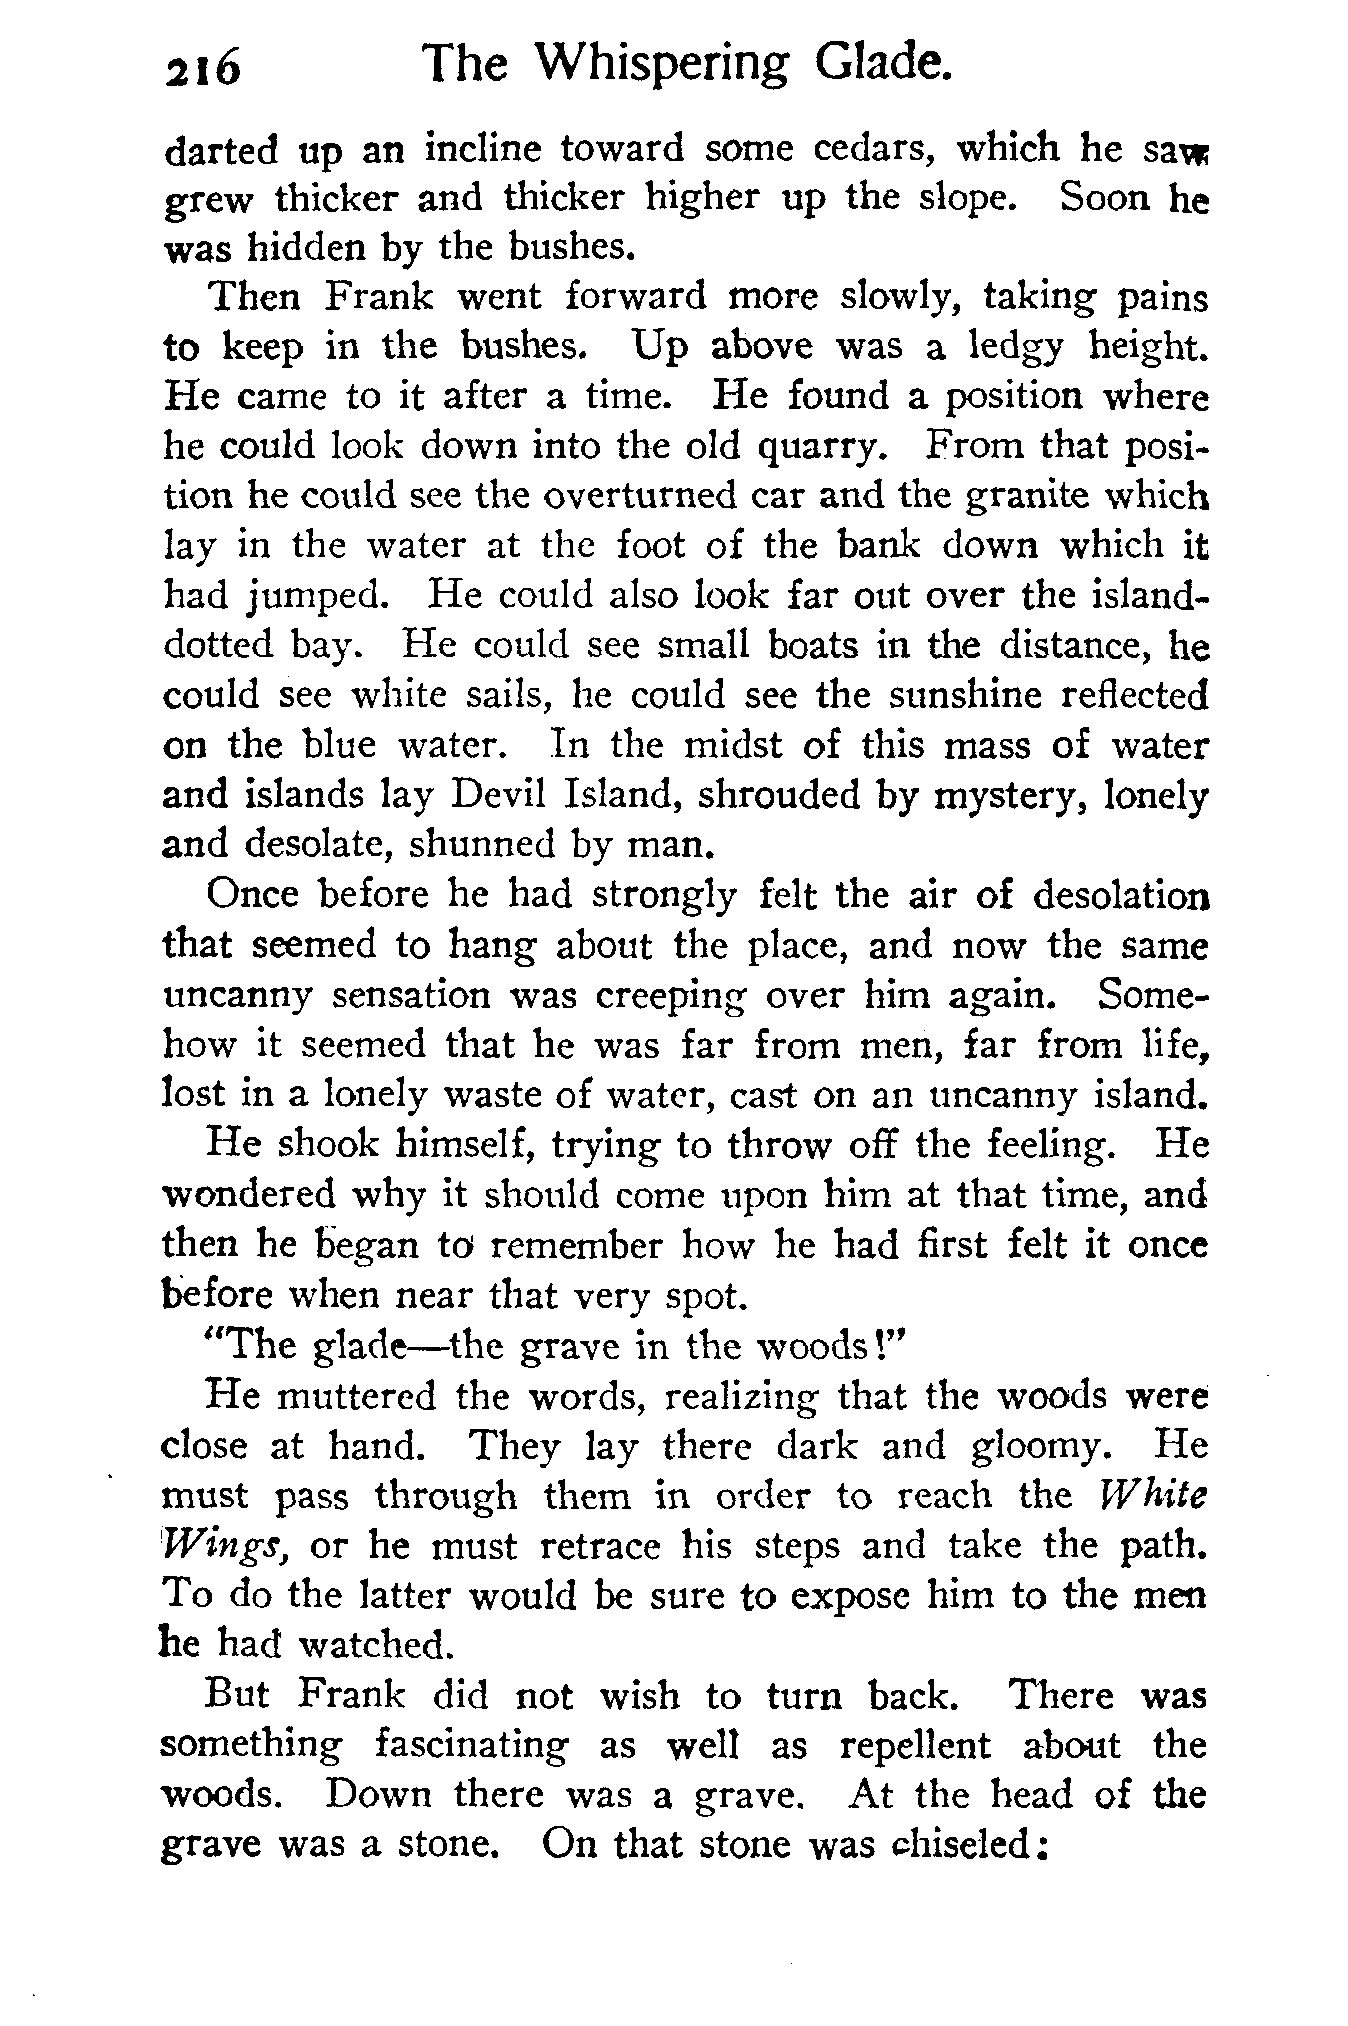 216 The Whispering Glade.
darted up an incline toward some cedars, which he saw
grew thicker and thicker higher up the slope. Soon he
was hidden by the bushes.
Then Frank went forward more slowly, taking pains
to keep in the bushes. Up above was a ledgy height.
He came to it after a time. He found a position where
he could look down into the old quarry. From that posi-
tion he could see the overturned car and the granite which
lay in the water at the foot of the bank down which it
had jumped. He could also look far out over the island-
dotted bay. He could see small boats in the distance, he
could see white sails, he could see the sunshine reflected
on the blue water. In the midst of this mass of water
and islands lay Devil Island, shrouded by mystery, lonely
and desolate, shunned by man.
Once before he had strongly felt the air of desolation
that seemed to hang about the place, and now the same
uncanny sensation was creeping over him again. Some-
how it seemed that he was far from men, far from life,
lost in a lonely waste of water, cast on an uncanny island.
He shook himself, trying to throw off the feeling. He
wondered why it should come upon him at that time, and
then he began to remember how he had first felt it once
before when near that very spot.
"The glade—the grave in the woods!"
He muttered the words, realizing that the woods were
close at hand. They lay there dark and gloomy. He
must pass through them in order to reach the White
Wings, or he must retrace his steps and take the path.
To do the latter would be sure to expose him to the men
he had watched.
But Frank did not wish to turn back. There was
something fascinating as well as repellent about the
woods. Down there was a grave. At the head of the
grave was a stone. On that stone was chiseled: